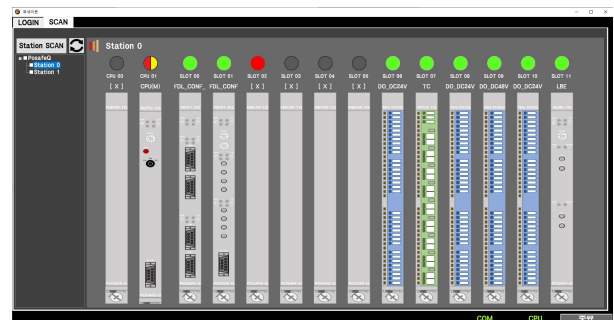 LOGIN SCAN
Station SCAN
PosafeQ
Station 0
Station 1
Station 0
CPU 00 CPU 01 SLOT 00 SLOT 01 SLOT 02 SLOT 03 SLOT 04 SLOT 05 SLOT 06 SLOT 07 SLOT 08 SLOT 09 SLOT 10 SLOT 11
[ X ] CPU(M) FDL_CONF_ FDL_CONF [ X ] [ X ] [ X ] [ X ] DO_DC24V TC DO_DC24V DO_DC48V DO_DC24V LBE
COM CPU